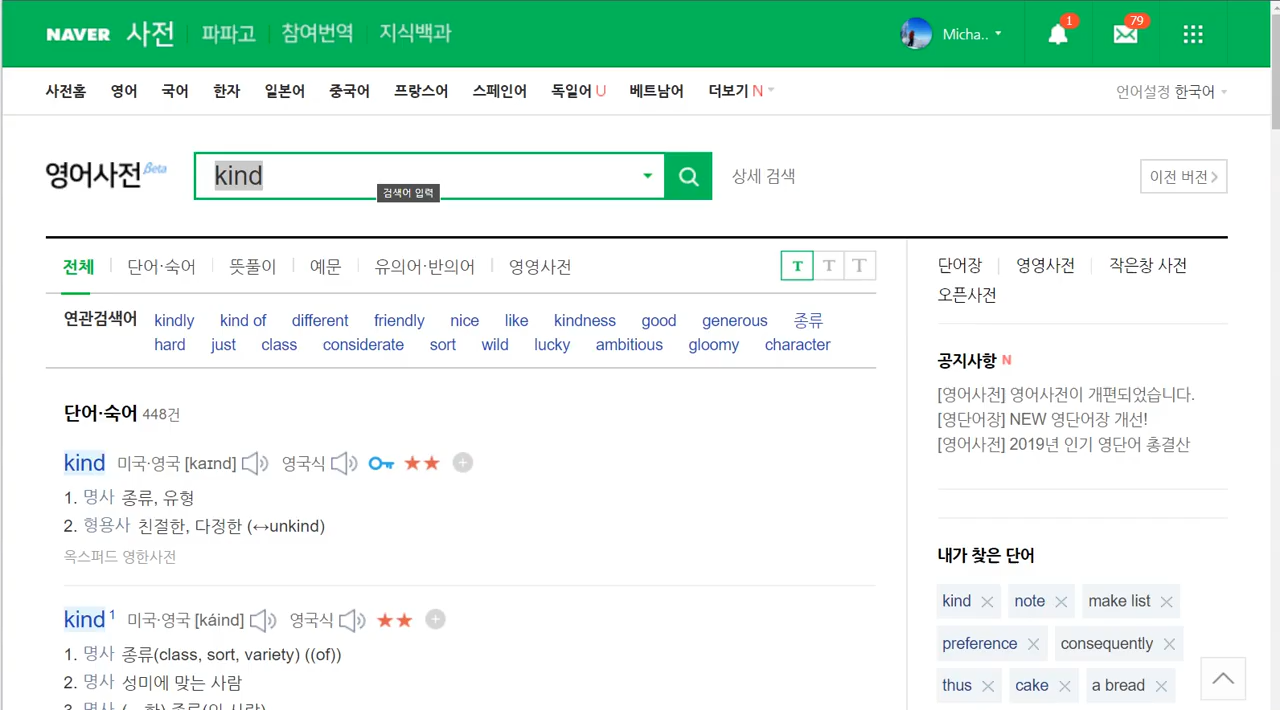 NAVER 사전 파파고 참여번역 지식백과 Micha.. 1 79
사전홈 영어 국어 한자 일본어 중국어 프랑스어 스페인어 독일어 U 베트남어 더보기 N 언어설정 한국어
영어사전 Beta kind 상세 검색 이전 버전
검색어 입력
전체 단어·숙어 뜻풀이 예문 유의어·반의어 영영사전 T T T
연관검색어 kindly kind of different friendly nice like kindness good generous 종류
hard just class considerate sort wild lucky ambitious gloomy character
단어·숙어 448건
kind 미국·영국 [kaɪnd] 영국식
1. 명사 종류, 유형
2. 형용사 친절한, 다정한 (↔unkind)
옥스퍼드 영한사전
kind 1 미국·영국 [káind] 영국식
1. 명사 종류(class, sort, variety) ((of))
2. 명사 성미에 맞는 사람
단어장 영영사전 작은창 사전
오픈사전
공지사항 N
[영어사전] 영어사전이 개편되었습니다.
[영단어장] NEW 영단어장 개선!
[영어사전] 2019년 인기 영단어 총결산
내가 찾은 단어
kind note make list
preference consequently
thus cake a bread